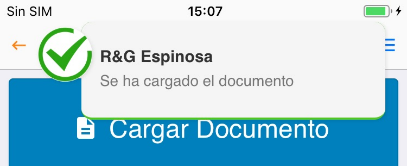 Sin SIM 15:07
R&G Espinosa
Se ha cargado el documento
Cargar Documento